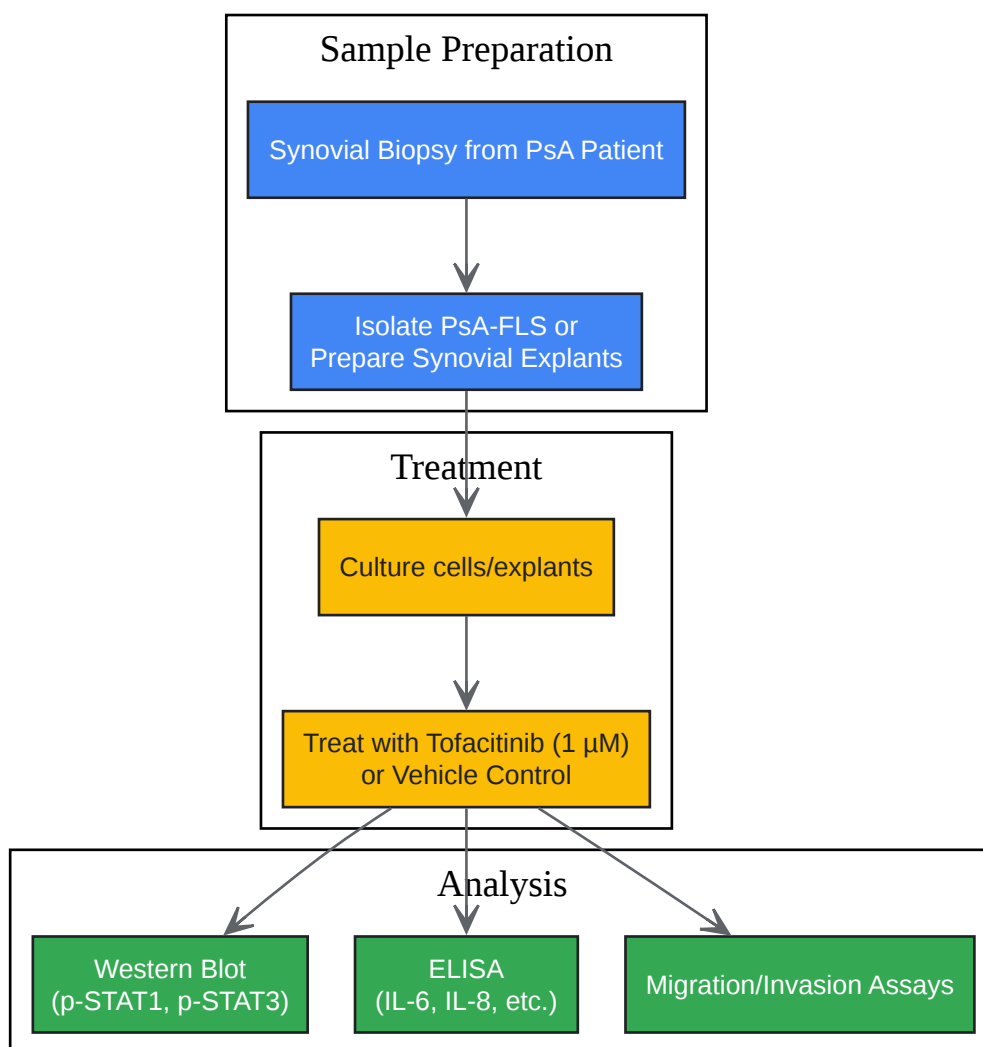 Sample Preparation
Synovial Biopsy from PsA Patient
Isolate PsA-FLS or
Prepare Synovial Explants
Treatment
Culture cells/explants
Treat with Tofacitinib (1 µM)
or Vehicle Control
Analysis
Western Blot
(p-STAT1, p-STAT3)
ELISA
(IL-6, IL-8, etc.)
Migration/Invasion Assays